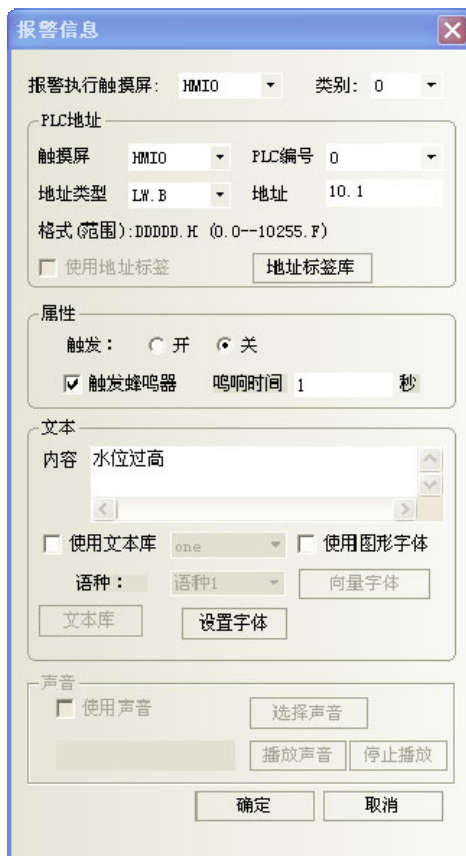 报警信息
报警执行触摸屏: HMI0 类别: 0
PLC地址
触摸屏 HMI0 PLC编号 0
地址类型 LW.B 地址 10.1
格式(范围):DDDDD.H (0.0--10255.F)
使用地址标签 地址标签库
属性
触发: 开 关
触发蜂鸣器 鸣响时间 1 秒
文本
内容 水位过高
使用文本库 one 使用图形字体
语种: 语种1 向量字体
文本库 设置字体
声音
使用声音 选择声音
播放声音 停止播放
确定 取消